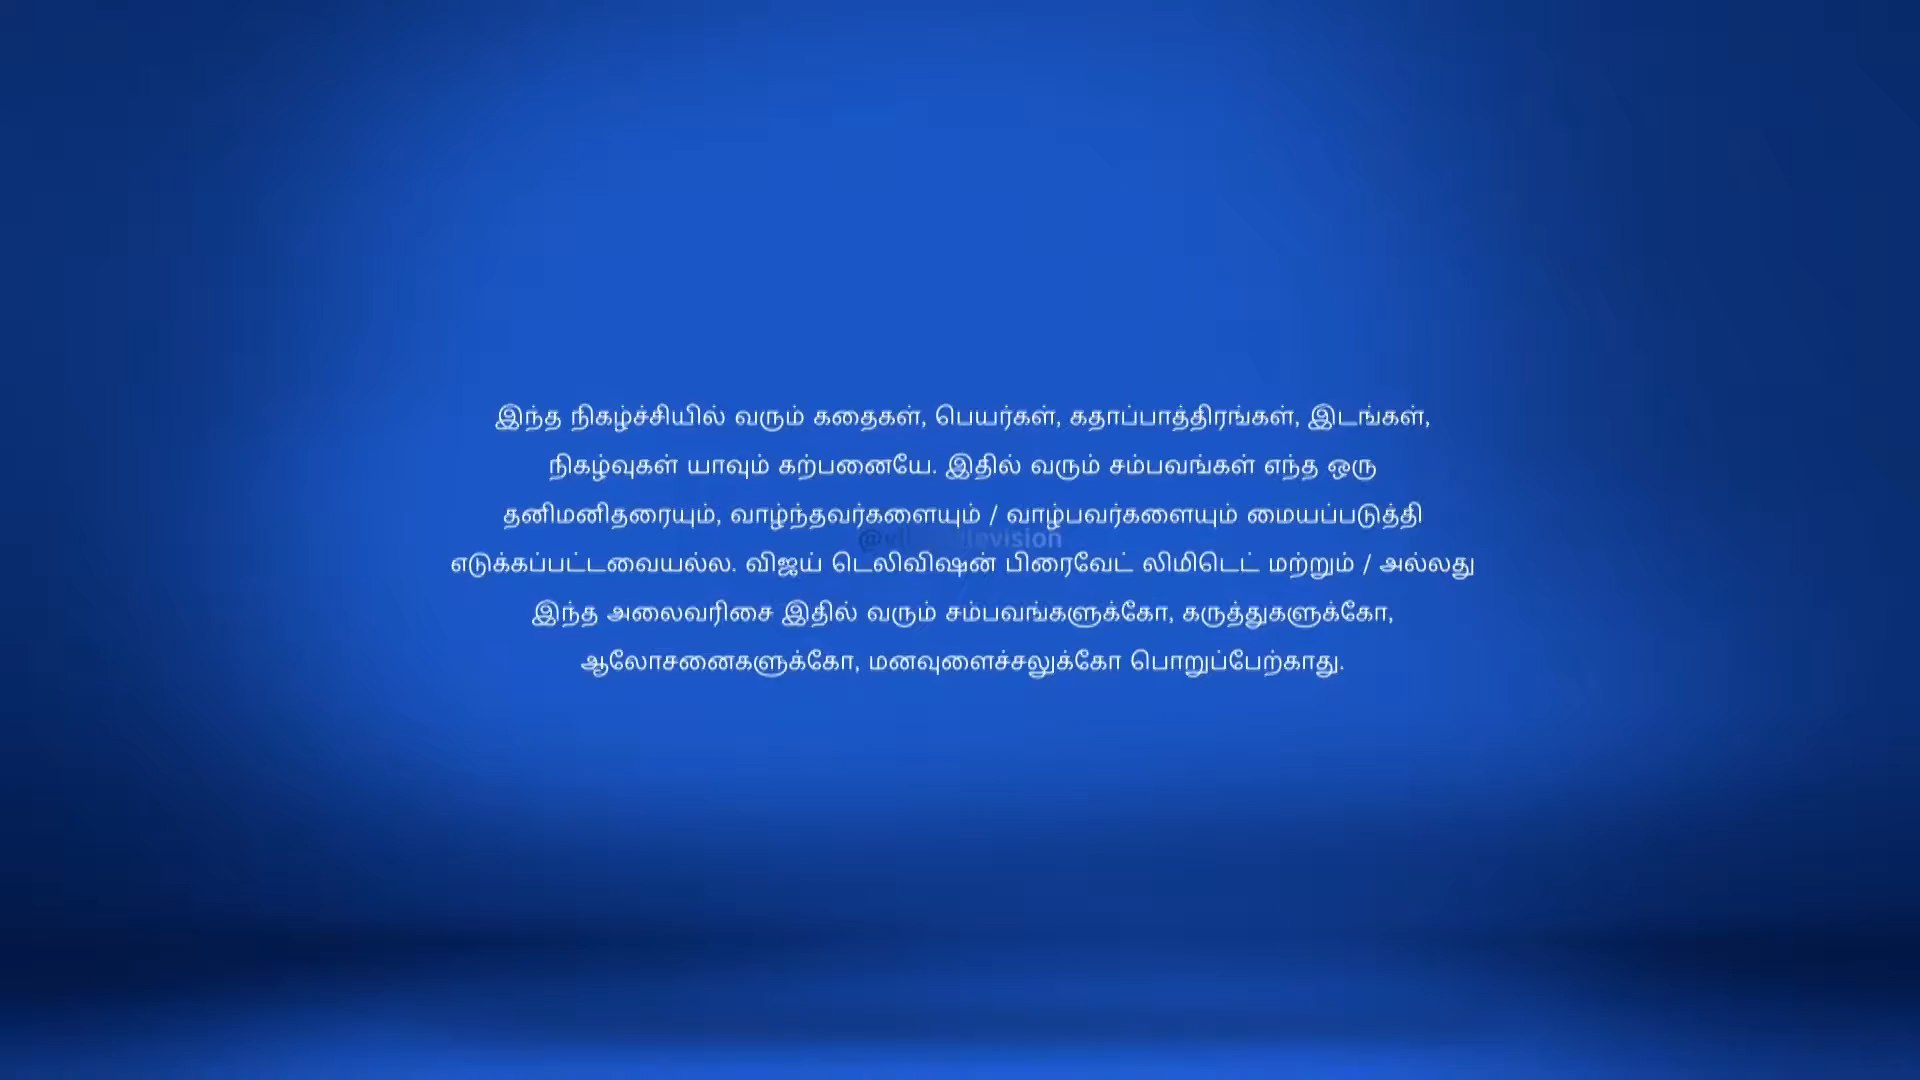 இந்த நிகழ்ச்சியில் வரும் கதைகள், பெயர்கள், கதாப்பாத்திரங்கள், இடங்கள்,
நிகழ்வுகள் யாவும் கற்பனையே. இதில் வரும் சம்பவங்கள் எந்த ஒரு
தனிமனிதரையும், வாழ்ந்தவர்களையும் / வாழ்பவர்களையும் மையப்படுத்தி
எடுக்கப்பட்டவையல்ல. விஜய் டெலிவிஷன் பிரைவேட் லிமிடெட் மற்றும் / அல்லது
இந்த அலைவரிசை இதில் வரும் சம்பவங்களுக்கோ, கருத்துகளுக்கோ,
ஆலோசனைகளுக்கோ, மனவுளைச்சலுக்கோ பொறுப்பேற்காது.